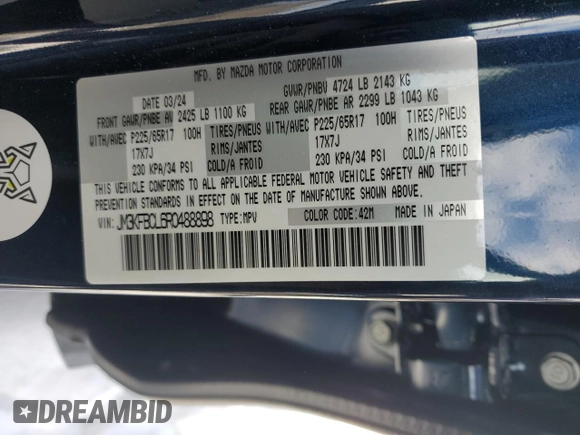 MFD. BY MAZDA MOTOR CORPORATION
DATE 03/24
GVWR/PNBV 4724 LB 2143 KG
FRONT GAWR/PNBE AV 2425 LB 1100 KG
REAR GAWR/PNBE AR 2299 LB 1043 KG
WITH/AVEC P225/65R17 100H TIRES/PNEUS
17X7J RIMS/JANTES
230 KPA/34 PSI COLD/A FROID
WITH/AVEC P225/65R17 100H TIRES/PNEUS
17X7J RIMS/JANTES
230 KPA/34 PSI COLD/A FROID
THIS VEHICLE CONFORMS TO ALL APPLICABLE FEDERAL MOTOR VEHICLE SAFETY AND THEFT
PREVENTION STANDARDS IN EFFECT ON THE DATE OF MANUFACTURE SHOWN ABOVE.
VIN: JM3KFBCL6R0488898 TYPE: MPV
COLOR CODE: 42M MADE IN JAPAN
DREAMBID